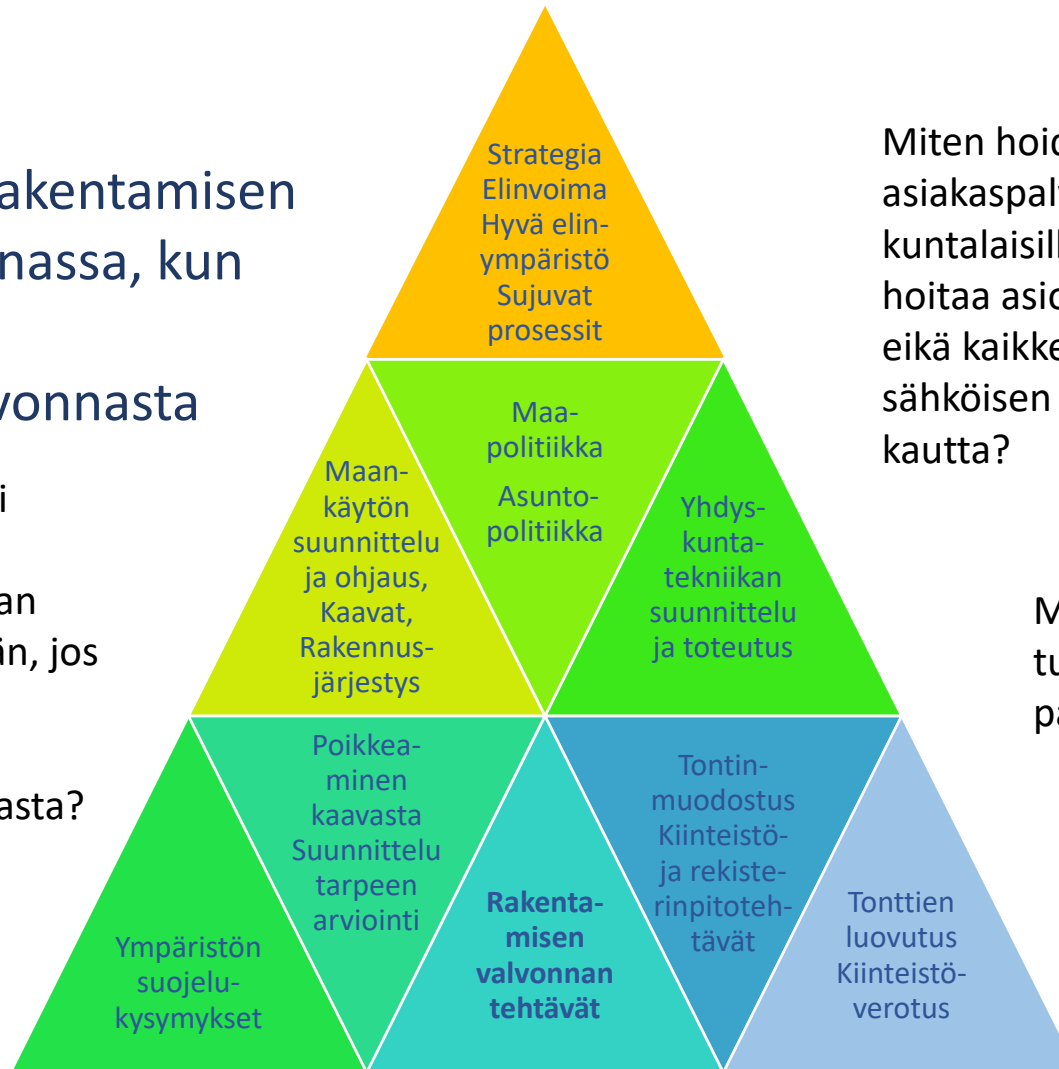 Strategia
Elinvoima
Hyvä elin-
ympäristö
Sujuvat
prosessit
akentamisen
nassa, kun
vonnasta
i
an
än, jos
asta?
Miten hoid
asiakaspalv
kuntalaisill
hoitaa asio
eikä kaikke
sähköisen
kautta?
M
tu
pa
Maan-
käytön
suunnittelu
ja ohjaus,
Kaavat,
Rakennus-
järjestys
Maa-
politiikka
Asunto-
politiikka
Yhdys-
kunta-
tekniikan
suunnittelu
ja toteutus
Ympäristön
suojelu-
kysymykset
Poikkea-
minen
kaavasta
Suunnittelu
tarpeen
arviointi
Rakenta-
misen
valvonnan
tehtävät
Tontin-
muodostus
Kiinteistö-
ja rekiste-
rinpitoteh-
tävät
Tonttien
luovutus
Kiinteistö-
verotus